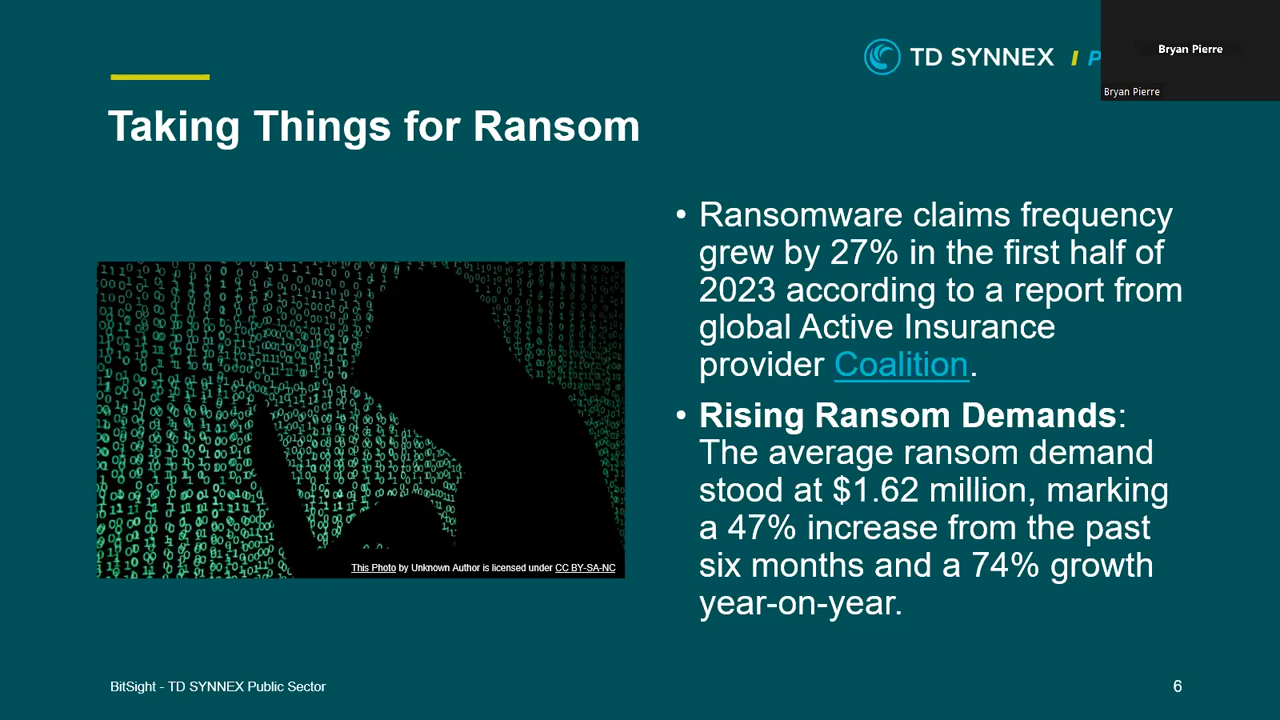 TD SYNNEX
Bryan Pierre
Bryan Pierre
Taking Things for Ransom
• Ransomware claims frequency
grew by 27% in the first half of
2023 according to a report from
global Active Insurance
provider Coalition.
• Rising Ransom Demands:
The average ransom demand
stood at $1.62 million, marking
a 47% increase from the past
six months and a 74% growth
year-on-year.
This Photo by Unknown Author is licensed under CC BY-SA-NC
BitSight - TD SYNNEX Public Sector
6